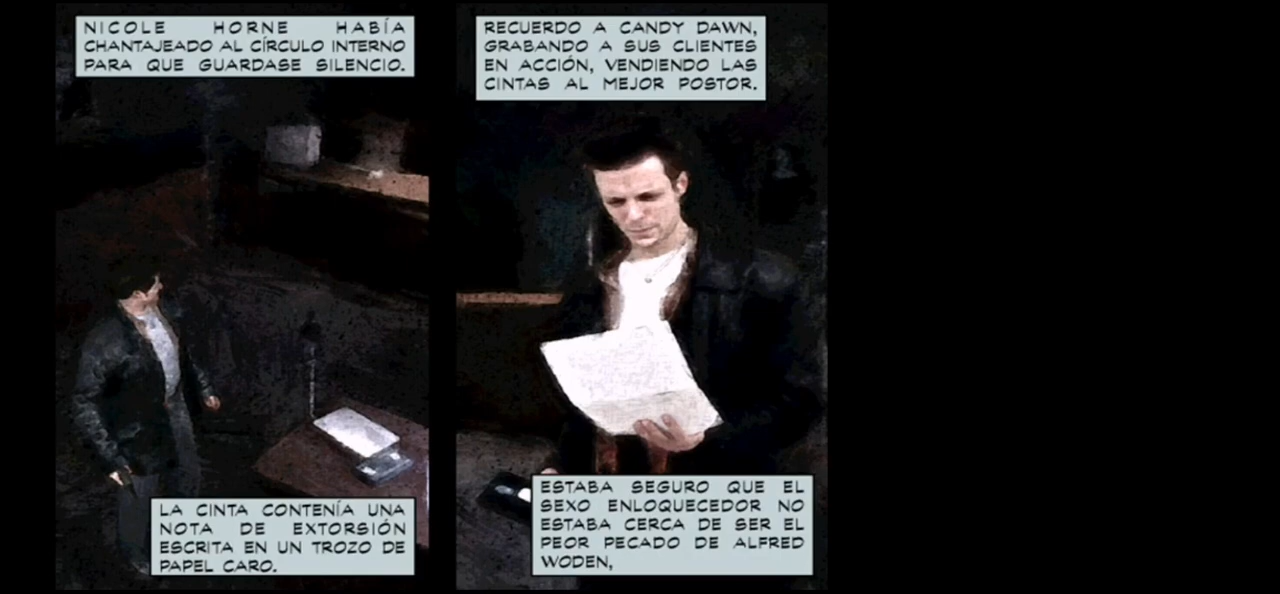 NICOLE HORNE HABÍA
CHANTAJEADO AL CÍRCULO INTERNO
PARA QUE GUARDASE SILENCIO.
LA CINTA CONTENÍA UNA
NOTA DE EXTORSIÓN
ESCRITA EN UN TROZO DE
PAPEL CARO.
RECUERDO A CANDY DAWN,
GRABANDO A SUS CLIENTES
EN ACCIÓN, VENDIENDO LAS
CINTAS AL MEJOR POSTOR.
ESTABA SEGURO QUE EL
SEXO ENLOQUECEDOR NO
ESTABA CERCA DE SER EL
PEOR PECADO DE ALFRED
WODEN,